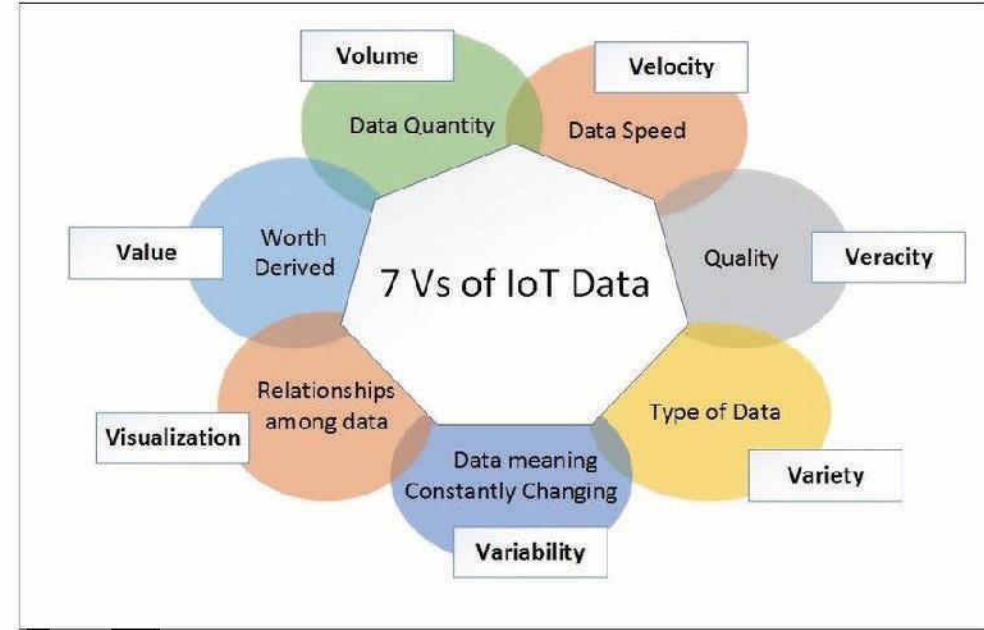 Volume
Data Quantity
Velocity
Data Speed
Value
Worth
Derived
7 Vs of IoT Data
Quality
Veracity
Relationships
among data
Visualization
Type of Data
Variety
Data meaning
Constantly Changing
Variability